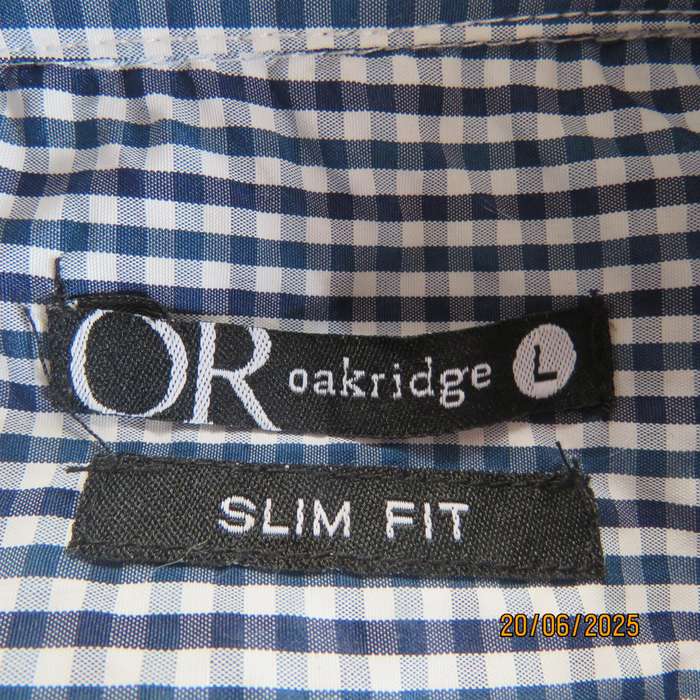 OR oakridge L
SLIM FIT
20/06/2025